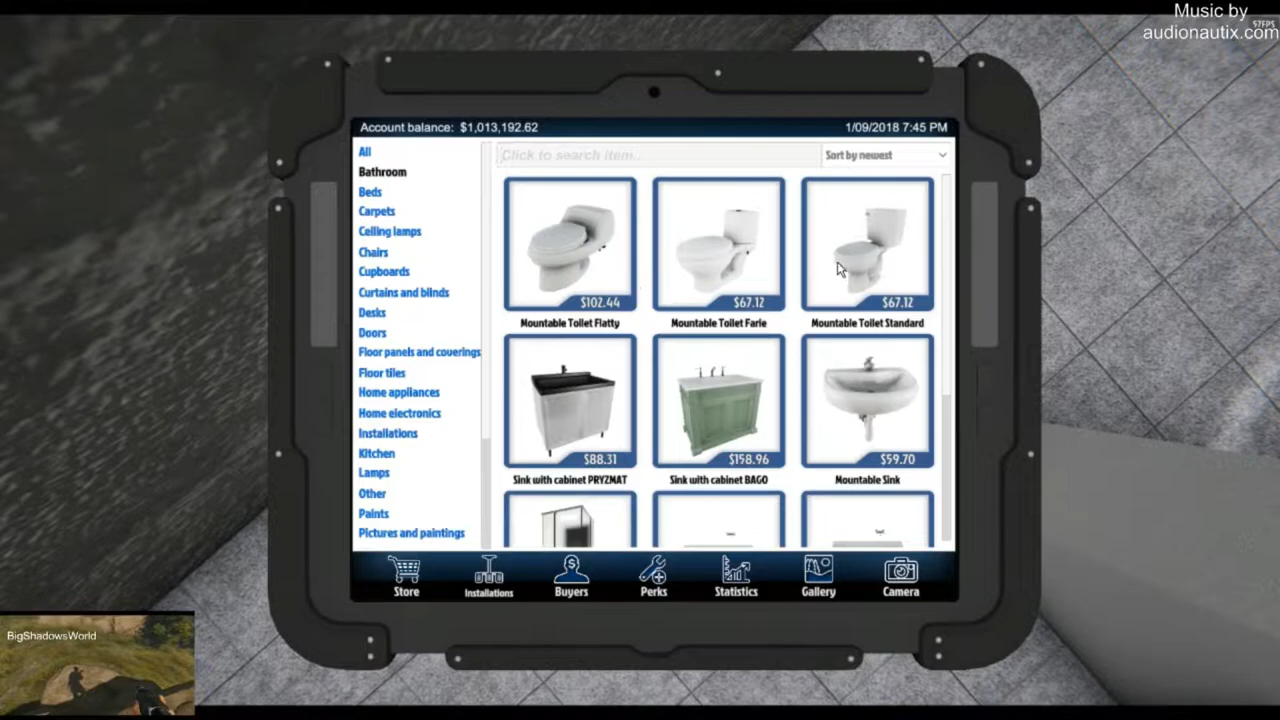 Music by
57FPS
audionautix.com
Account balance: $1,013,192.62
1/09/2018 7:45 PM
All
Bathroom
Beds
Carpets
Ceiling lamps
Chairs
Cupboards
Curtains and blinds
Desks
Doors
Floor panels and coverings
Floor tiles
Home appliances
Home electronics
Installations
Kitchen
Lamps
Other
Paints
Pictures and paintings
Click to search item..
Sort by newest
$102.44
$67.12
$67.12
Mountable Toilet Flatty
Mountable Toilet Farie
Mountable Toilet Standard
$88.31
$158.96
$59.70
Sink with cabinet PRYZMAT
Sink with cabinet BAGO
Mountable Sink
Store
Installations
Buyers
Perks
Statistics
Gallery
Camera
BigShadowsWorld